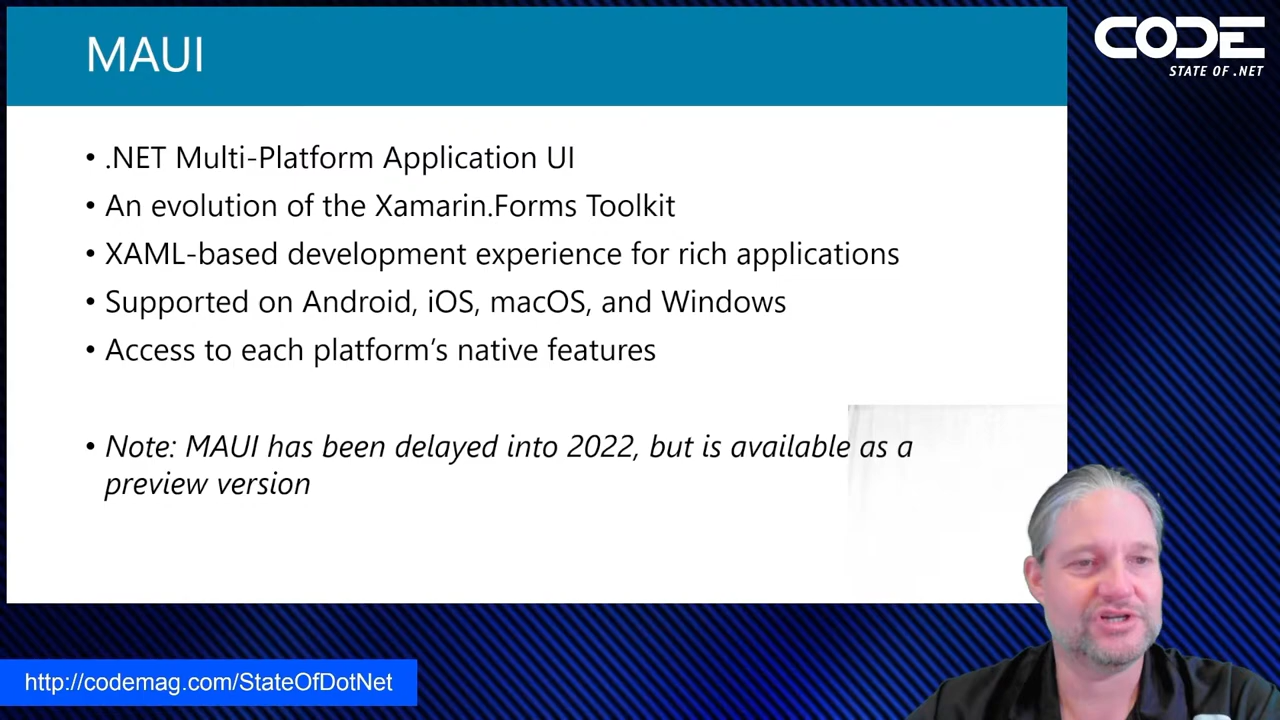 MAUI
CODE
STATE OF .NET
• .NET Multi-Platform Application UI
• An evolution of the Xamarin.Forms Toolkit
• XAML-based development experience for rich applications
• Supported on Android, iOS, macOS, and Windows
• Access to each platform’s native features
• Note: MAUI has been delayed into 2022, but is available as a
preview version
http://codemag.com/StateOfDotNet